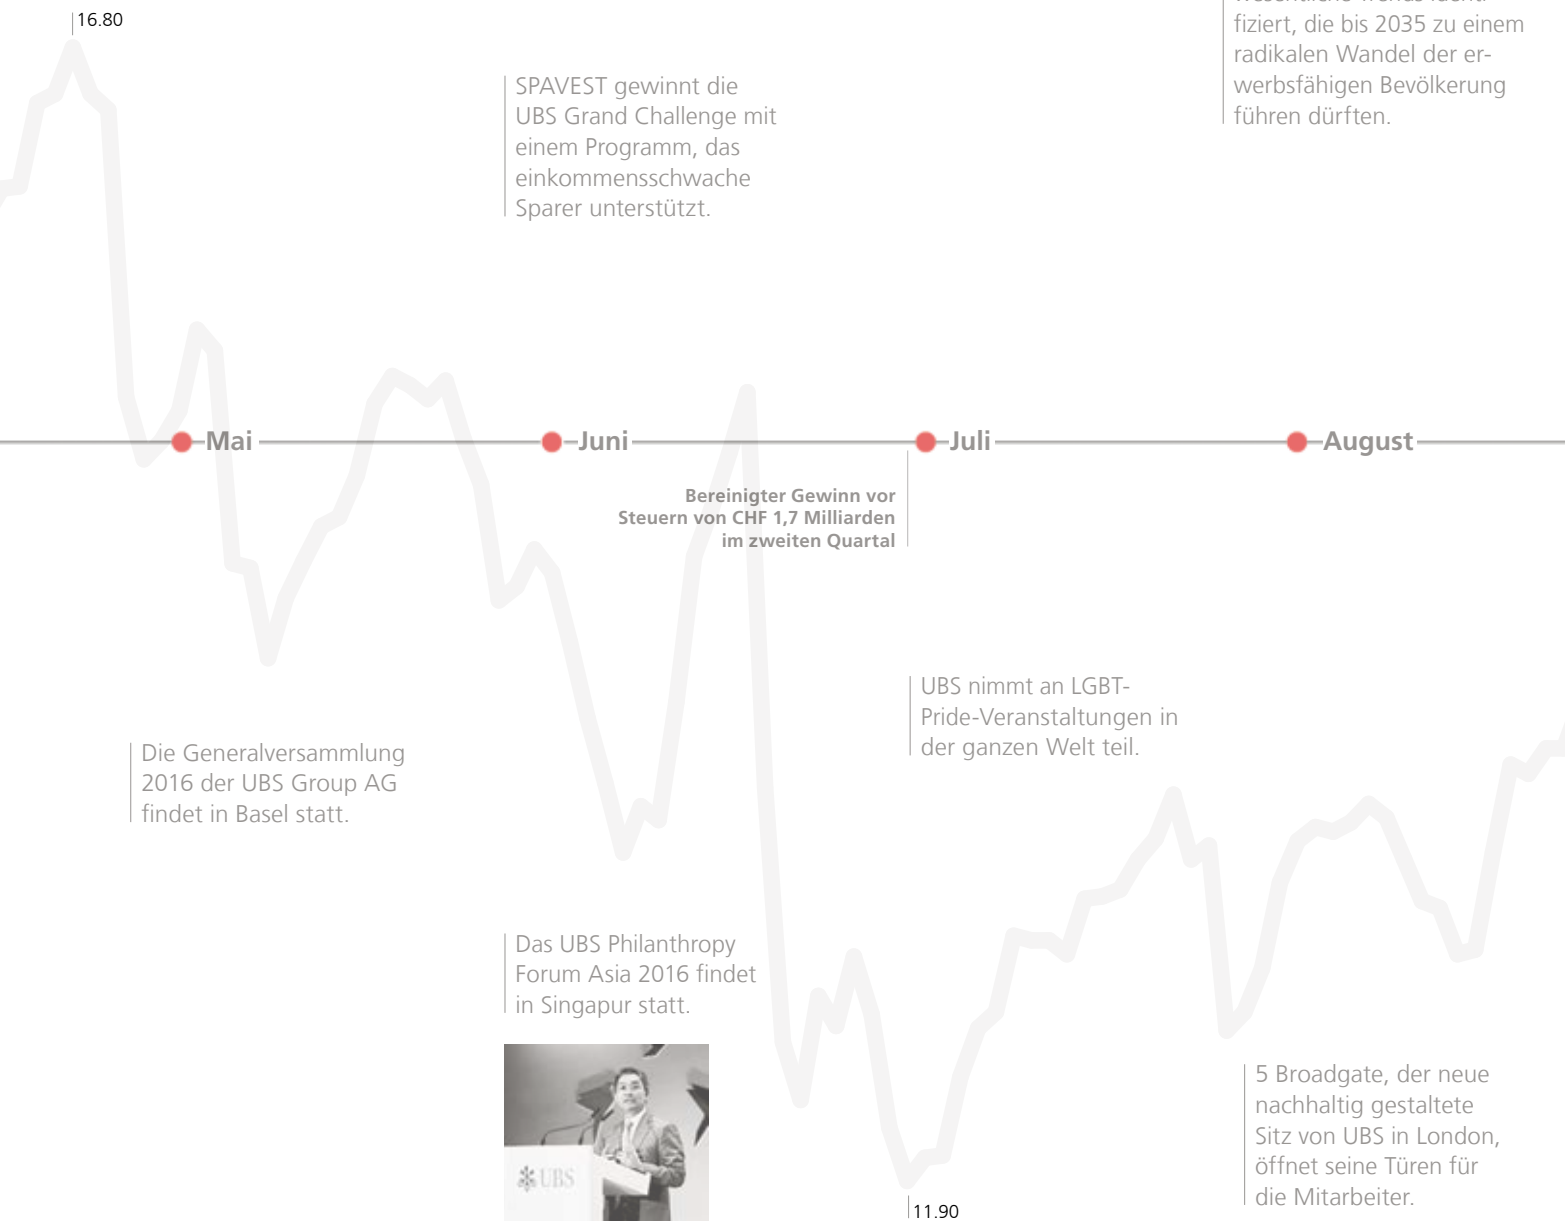 16.80
fiziert, die bis 2035 zu einem
radikalen Wandel der er-
werbsfähigen Bevölkerung
führen dürften.
SPAVEST gewinnt die
UBS Grand Challenge mit
einem Programm, das
einkommensschwache
Sparer unterstützt.
Mai
Juni
Juli
August
Bereinigter Gewinn vor
Steuern von CHF 1,7 Milliarden
im zweiten Quartal
UBS nimmt an LGBT-
Pride-Veranstaltungen in
der ganzen Welt teil.
Die Generalversammlung
2016 der UBS Group AG
findet in Basel statt.
Das UBS Philanthropy
Forum Asia 2016 findet
in Singapur statt.
UBS
5 Broadgate, der neue
nachhaltig gestaltete
Sitz von UBS in London,
öffnet seine Türen für
die Mitarbeiter.
11.90